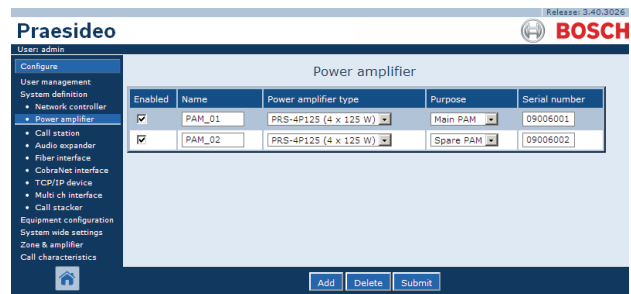 Release: 3.40.3026
Praesideo
BOSCH
User: admin
Configure
User management
System definition
• Network controller
• Power amplifier
• Call station
• Audio expander
• Fiber interface
• CobraNet interface
• TCP/IP device
• Multi ch interface
• Call stacker
Equipment configuration
System wide settings
Zone & amplifier
Call characteristics
Power amplifier
Enabled Name Power amplifier type Purpose Serial number
PAM_01 PRS-4P125 (4 x 125 W) Main PAM 09006001
PAM_02 PRS-4P125 (4 x 125 W) Spare PAM 09006002
Add Delete Submit